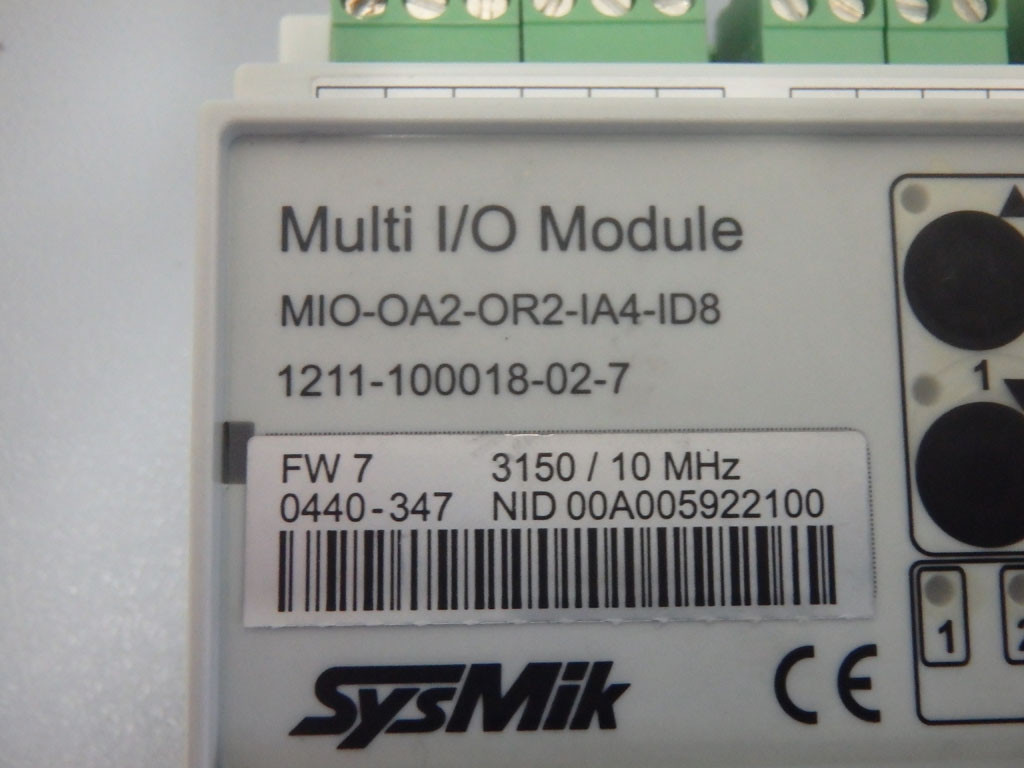 Multi I/O Module
MIO-OA2-OR2-IA4-ID8
1211-100018-02-7
1
FW 7 3150 / 10 MHz
0440-347 NID 00A005922100
1 2
SysMik
CE